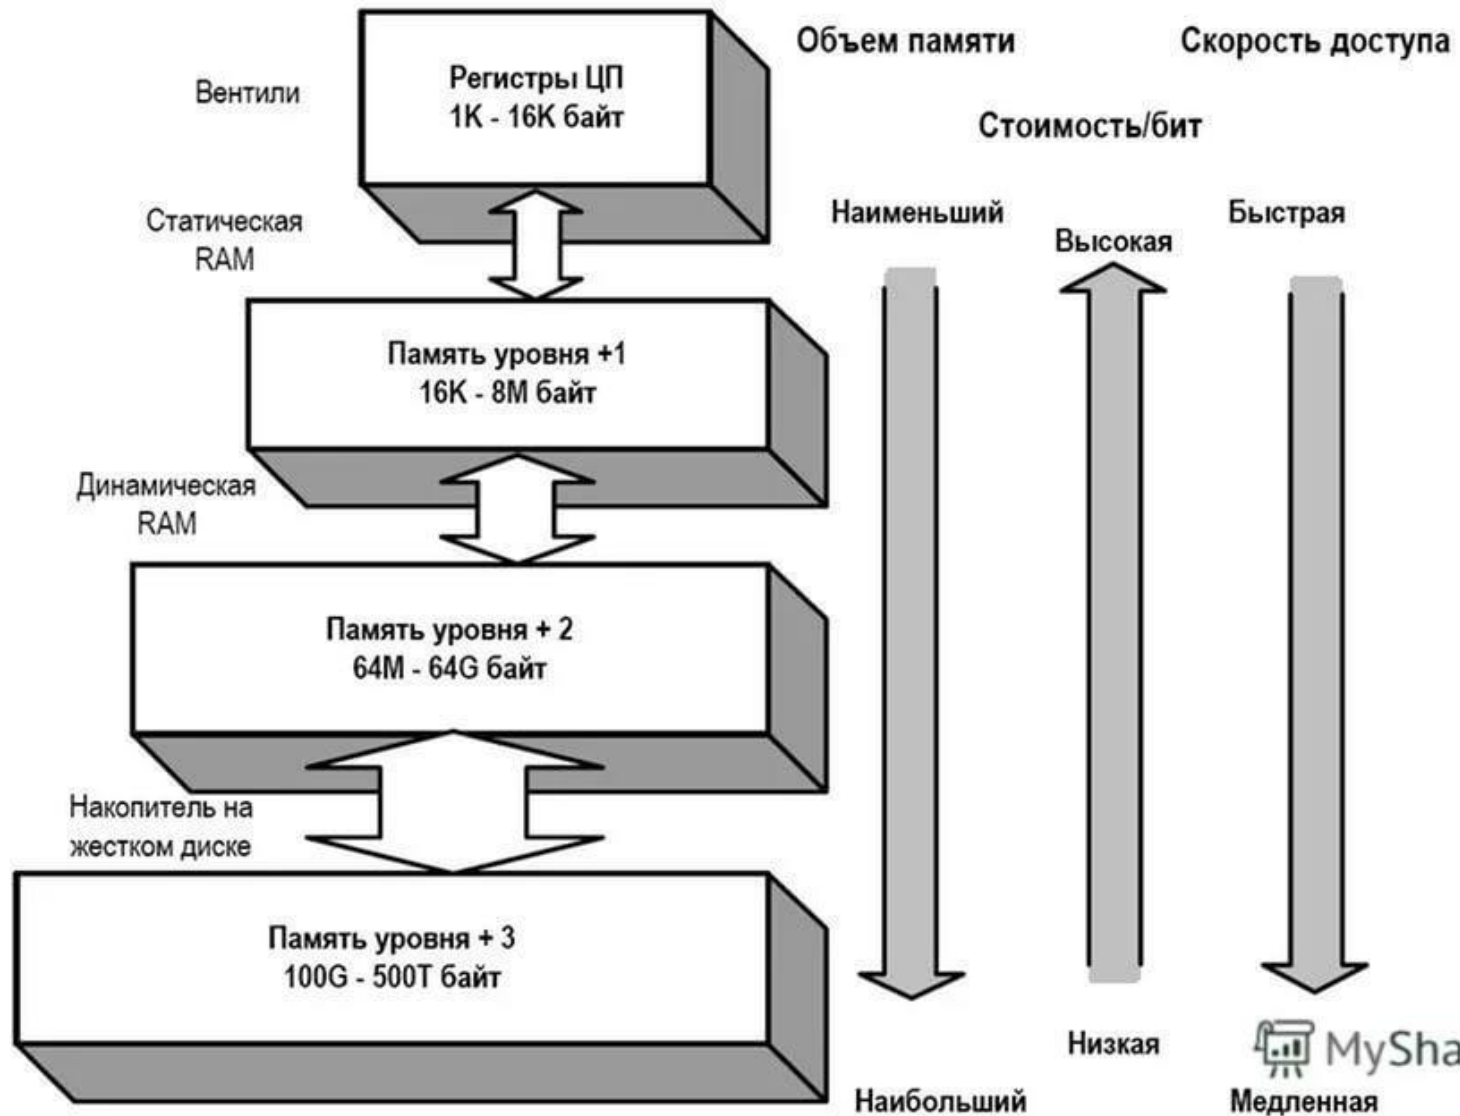 Объем памяти
Скорость доступа
Стоимость/бит
Вентили
Регистры ЦП
1K - 16K байт
Статическая
RAM
Наименьший
Высокая
Быстрая
Память уровня +1
16K - 8M байт
Динамическая
RAM
Память уровня + 2
64M - 64G байт
Накопитель на
жестком диске
Память уровня + 3
100G - 500T байт
Низкая
Наибольший
Медленная
MySha